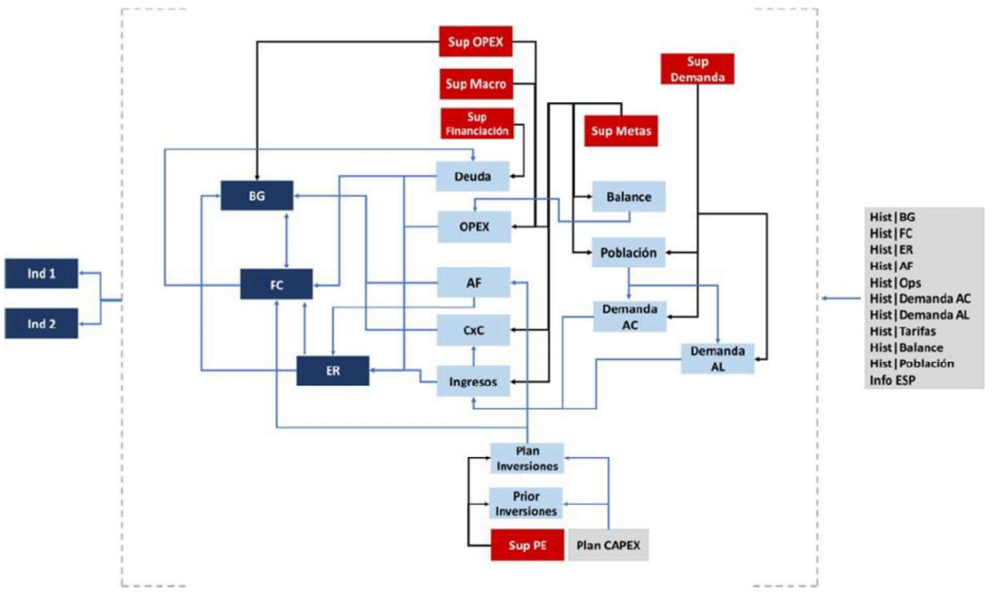 Sup OPEX
Sup Macro
Sup
Financiación
Sup
Demanda
Sup Metas
Deuda
BG
Balance
OPEX
Población
FC
AF
Demanda
AC
CxC
ER
Ingresos
Demanda
AL
Ind 1
Ind 2
Plan
Inversiones
Prior
Inversiones
Sup PE
Plan CAPEX
Hist|BG
Hist|FC
Hist|ER
Hist|AF
Hist|Ops
Hist|Demanda AC
Hist|Demanda AL
Hist|Tarifas
Hist|Balance
Hist|Población
Info ESP